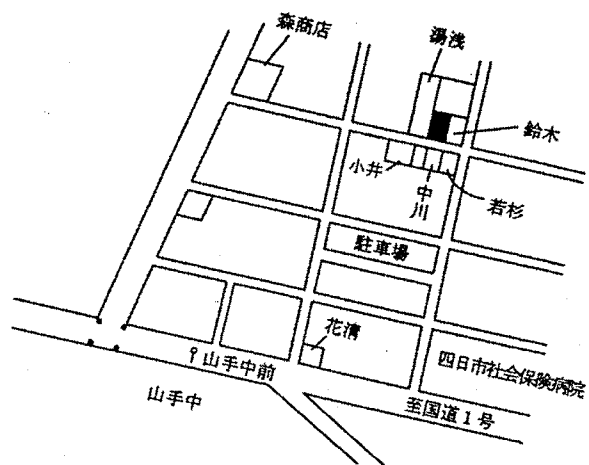 森商店
湯浅
鈴木
小井
中川
若杉
駐車場
花清
四日市社会保険病院
山手中前
至国道1号
山手中